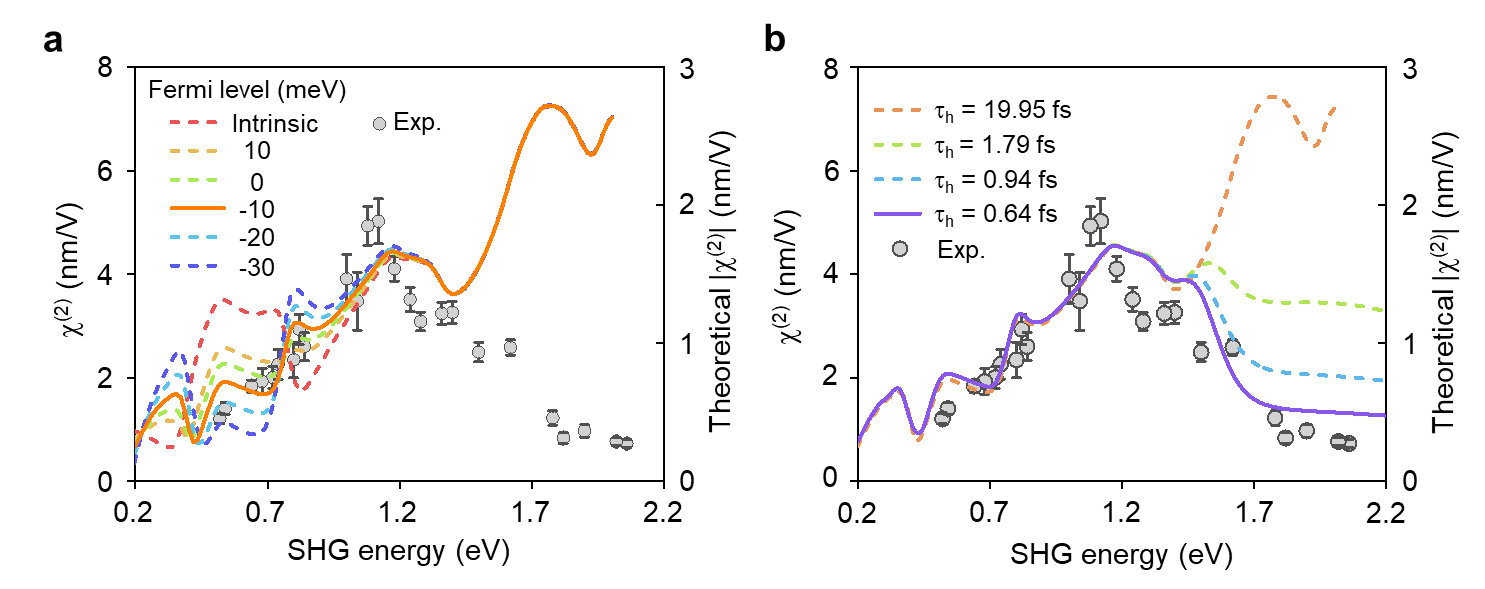 a
8
6
4
2
0
χ(2) (nm/V)
Fermi level (meV)
Intrinsic
10
0
-10
-20
-30
Exp.
3
2
1
0
Theoretical |χ(2)| (nm/V)
0.2 0.7 1.2 1.7 2.2
SHG energy (eV)
b
8
6
4
2
0
χ(2) (nm/V)
τh = 19.95 fs
τh = 1.79 fs
τh = 0.94 fs
τh = 0.64 fs
Exp.
3
2
1
0
Theoretical |χ(2)| (nm/V)
0.2 0.7 1.2 1.7 2.2
SHG energy (eV)